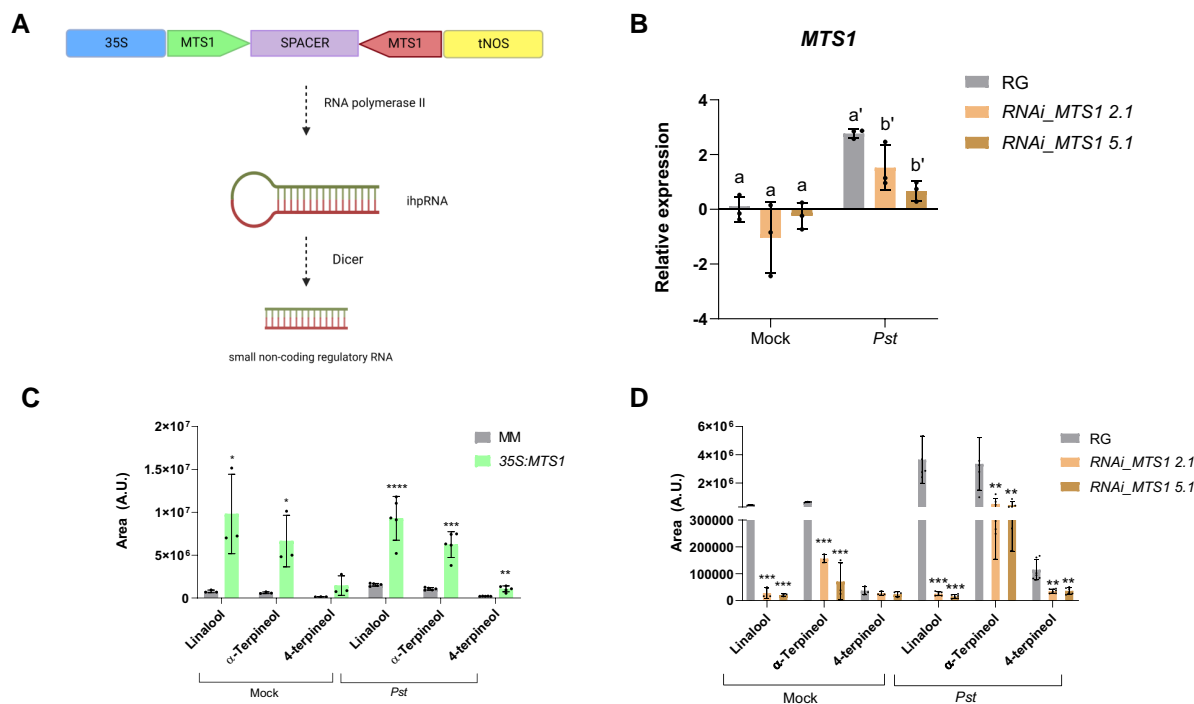 A
35S
MTS1
SPACER
MTS1
tNOS
RNA polymerase II
ihpRNA
Dicer
small non-coding regulatory RNA
B
MTS1
RG
RNAi_MTS1 2.1
RNAi_MTS1 5.1
Relative expression
4
2
0
-2
-4
a
a
a
a'
b'
b'
Mock
Pst
C
MM
35S:MTS1
Area (A.U.)
2×10⁷
1.5×10⁷
1×10⁷
5×10⁶
0
*
*
****
***
**
Linalool
α-Terpineol
4-terpineol
Linalool
α-Terpineol
4-terpineol
Mock
Pst
D
RG
RNAi_MTS1 2.1
RNAi_MTS1 5.1
Area (A.U.)
6×10⁶
4×10⁶
2×10⁶
300000
200000
100000
0
***
***
***
***
***
***
**
**
**
**
Linalool
α-Terpineol
4-terpineol
Linalool
α-Terpineol
4-terpineol
Mock
Pst